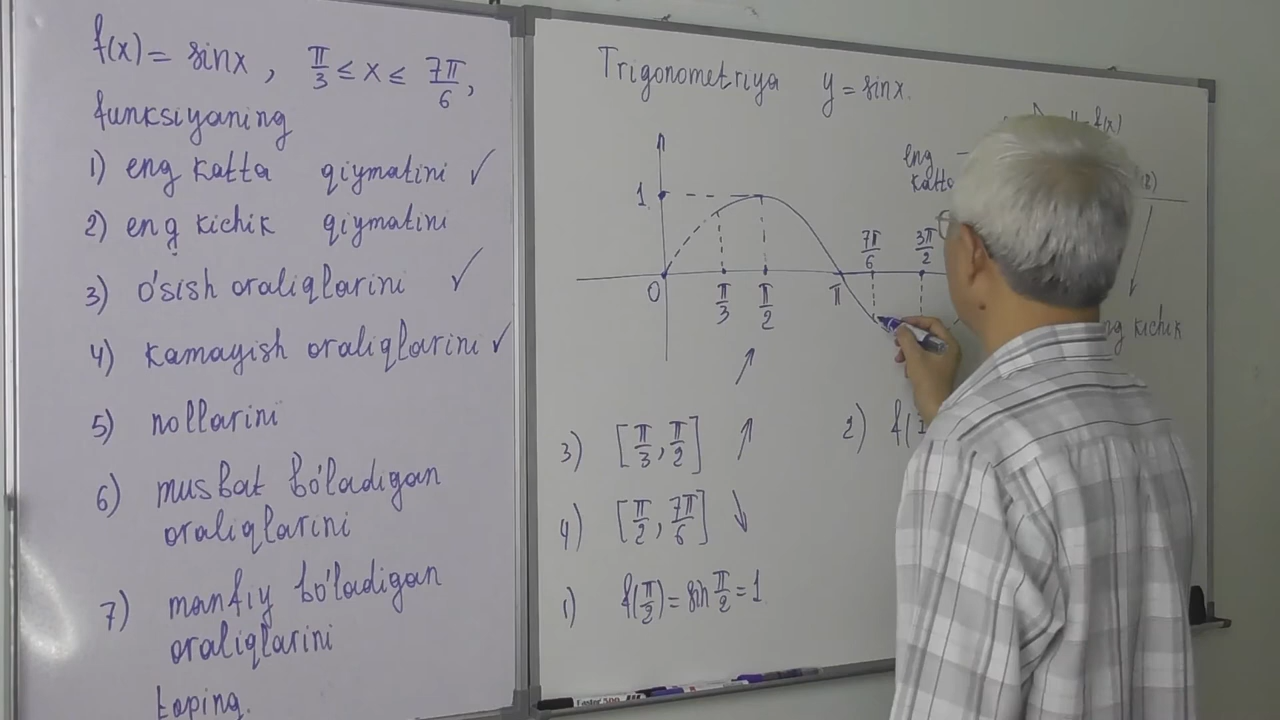 f(x) = sinx, π/3 ≤ x ≤ 7π/6,
funksiyaning
1) eng katta qiymatini ✓
2) eng kichik qiymatini
3) o'sish oraliqlarini ✓
4) kamayish oraliqlarini ✓
5) nollarini
6) musbat bo'ladigan
oraliqlarini
7) manfiy bo'ladigan
oraliqlarini
toping.
Trigonometriya y = sinx.
f(x)
eng
katta
1
7π/6 3π/2
0 π/3 π/2 π
kichik
3) [π/3, π/2] ↗
4) [π/2, 7π/6] ↘
1) f(π/2) = sin π/2 = 1
2) f(